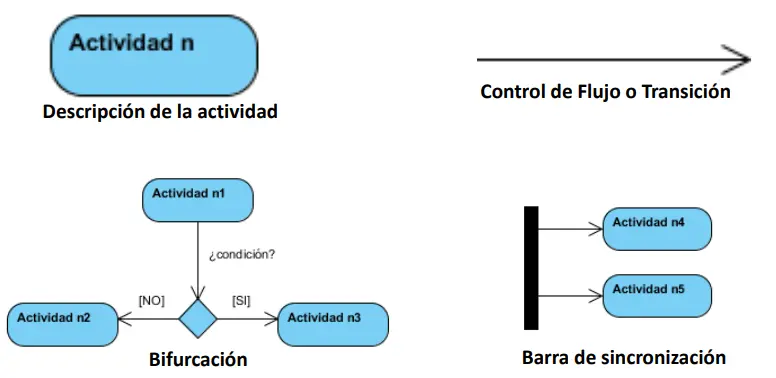 Actividad n
Descripción de la actividad
Control de Flujo o Transición
Actividad n1
¿condición?
[NO]
[SI]
Actividad n2
Actividad n3
Bifurcación
Actividad n4
Actividad n5
Barra de sincronización